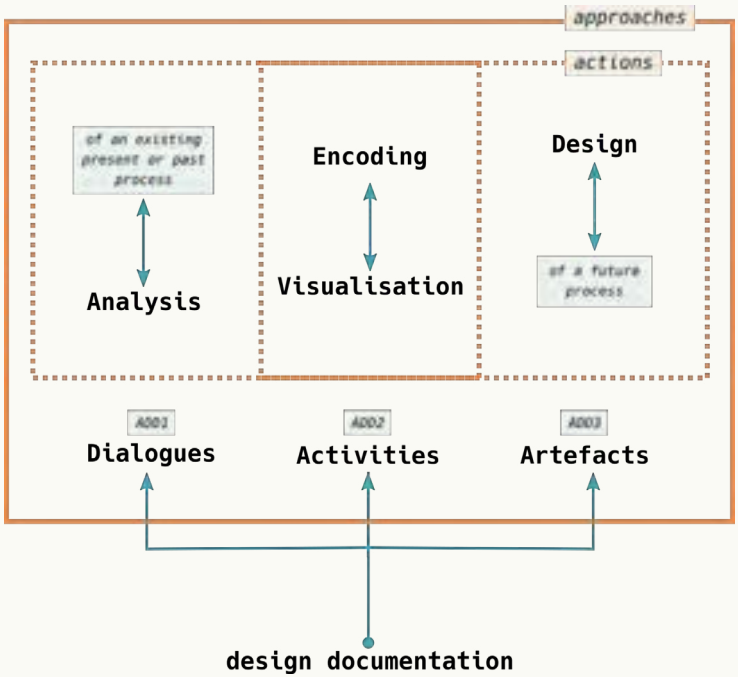 approaches
actions
of an existing
present or past
process
Analysis
Encoding
Visualisation
Design
of a future
process
ADD1
ADD2
ADD3
Dialogues
Activities
Artefacts
design documentation